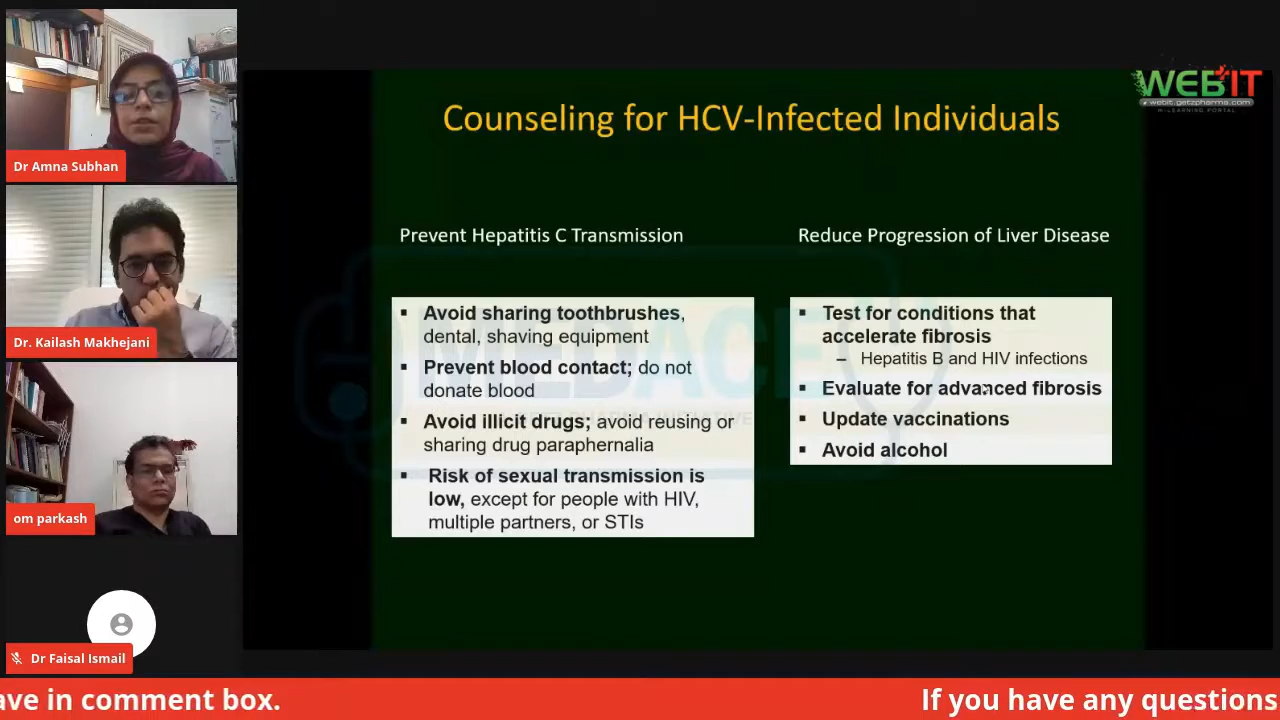 Dr Amna Subhan
Dr. Kailash Makhejani
om parkash
Dr Faisal Ismail
WEBIT
webit.getzpharma.com
Counseling for HCV-Infected Individuals
Prevent Hepatitis C Transmission
▪ Avoid sharing toothbrushes,
dental, shaving equipment
▪ Prevent blood contact; do not
donate blood
▪ Avoid illicit drugs; avoid reusing or
sharing drug paraphernalia
▪ Risk of sexual transmission is
low, except for people with HIV,
multiple partners, or STIs
Reduce Progression of Liver Disease
▪ Test for conditions that
accelerate fibrosis
– Hepatitis B and HIV infections
▪ Evaluate for advanced fibrosis
▪ Update vaccinations
▪ Avoid alcohol
MEDACE
ave in comment box. If you have any questions